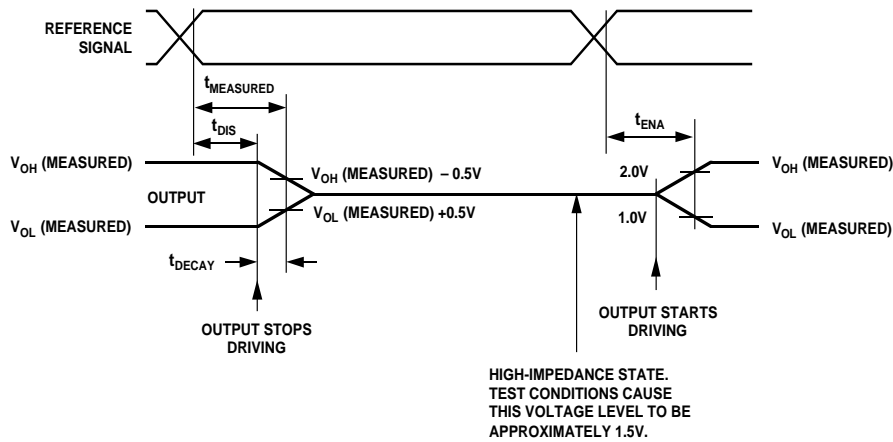 REFERENCE
SIGNAL
tMEASURED
tDIS
tENA
VOH (MEASURED)
VOH (MEASURED) – 0.5V
2.0V
VOH (MEASURED)
OUTPUT
VOL (MEASURED) +0.5V
1.0V
VOL (MEASURED)
VOL (MEASURED)
tDECAY
OUTPUT STOPS
DRIVING
OUTPUT STARTS
DRIVING
HIGH-IMPEDANCE STATE.
TEST CONDITIONS CAUSE
THIS VOLTAGE LEVEL TO BE
APPROXIMATELY 1.5V.